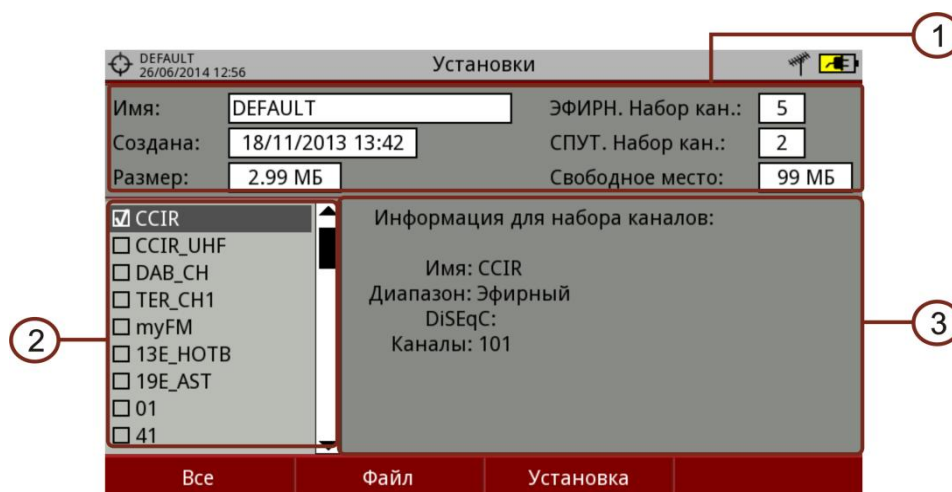 1
DEFAULT
26/06/2014 12:56
Установки
Имя: DEFAULT ЭФИРН. Набор кан.: 5
Создана: 18/11/2013 13:42 СПУТ. Набор кан.: 2
Размер: 2.99 МБ Свободное место: 99 МБ
CCIR
CCIR_UHF
DAB_CH
TER_CH1
myFM
13E_HOTB
19E_AST
01
41
2
Информация для набора каналов:
Имя: CCIR
Диапазон: Эфирный
DiSEqC:
Каналы: 101
3
Все Файл Установка